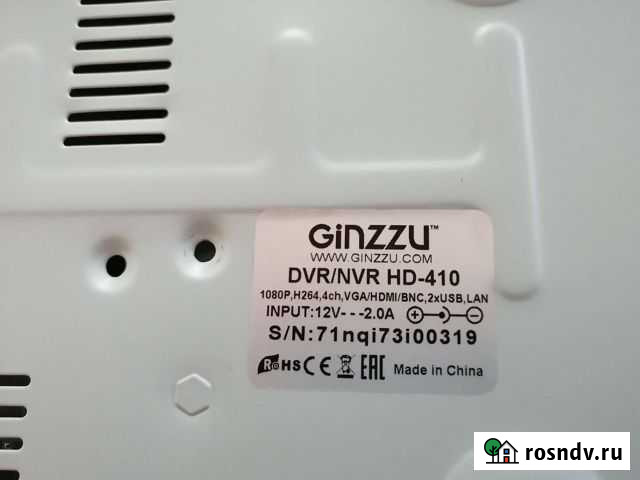 GiNZZU™
WWW.GINZZU.COM
DVR/NVR HD-410
1080P,H264,4ch,VGA/HDMI/BNC,2xUSB,LAN
INPUT:12V---2.0A
S/N:71nqi73i00319
RoHS CE EAC Made in China
rosndv.ru